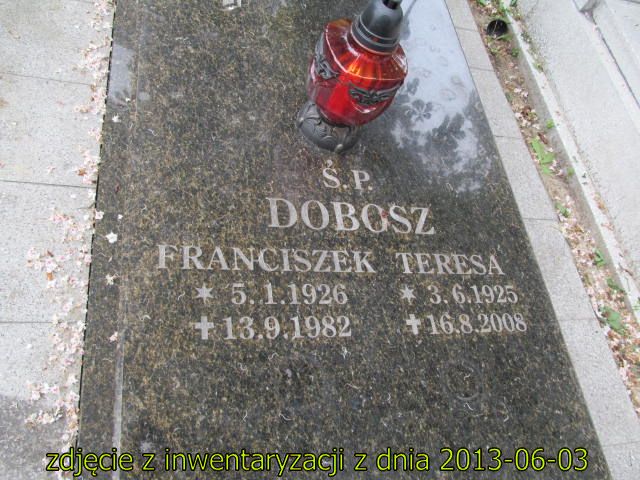 Ś.P.
DOBOSZ
FRANCISZEK TERESA
* 5.1.1926 * 3.6.1925
✝ 13.9.1982 ✝ 16.8.2008
zdjęcie z inwentaryzacji z dnia 2013-06-03